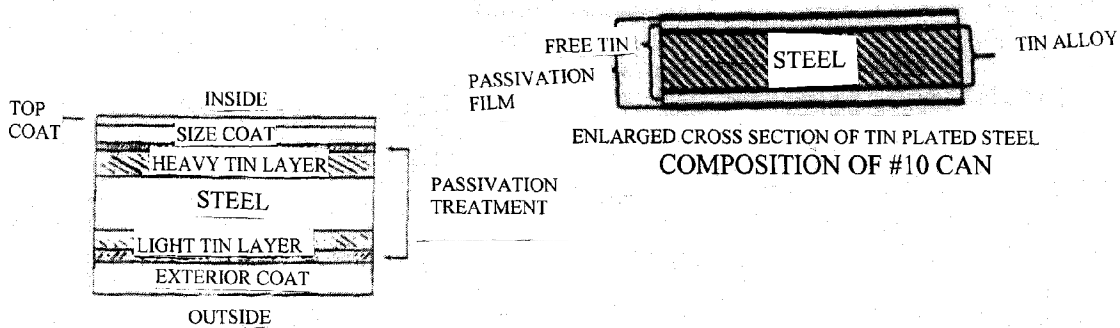 TOP
COAT
INSIDE
SIZE COAT
HEAVY TIN LAYER
STEEL
LIGHT TIN LAYER
EXTERIOR COAT
OUTSIDE
PASSIVATION
TREATMENT
FREE TIN
PASSIVATION
FILM
STEEL
TIN ALLOY
ENLARGED CROSS SECTION OF TIN PLATED STEEL
COMPOSITION OF #10 CAN